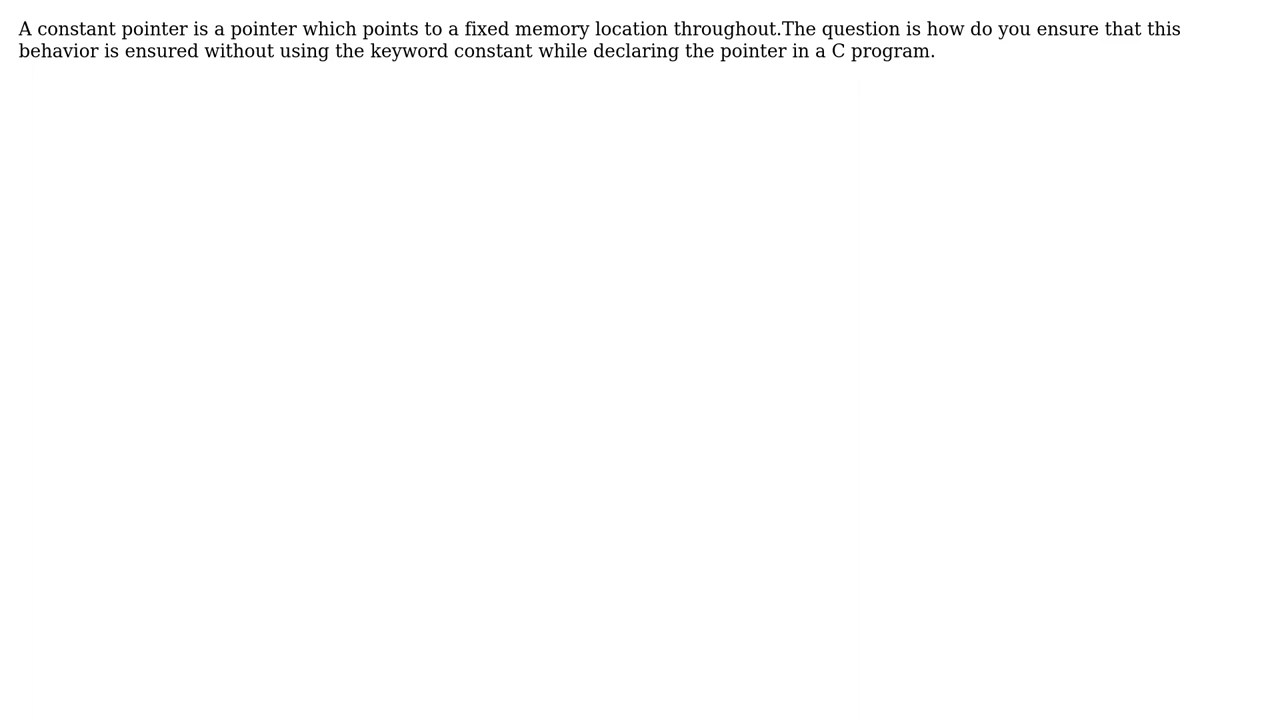 A constant pointer is a pointer which points to a fixed memory location throughout.The question is how do you ensure that this
behavior is ensured without using the keyword constant while declaring the pointer in a C program.